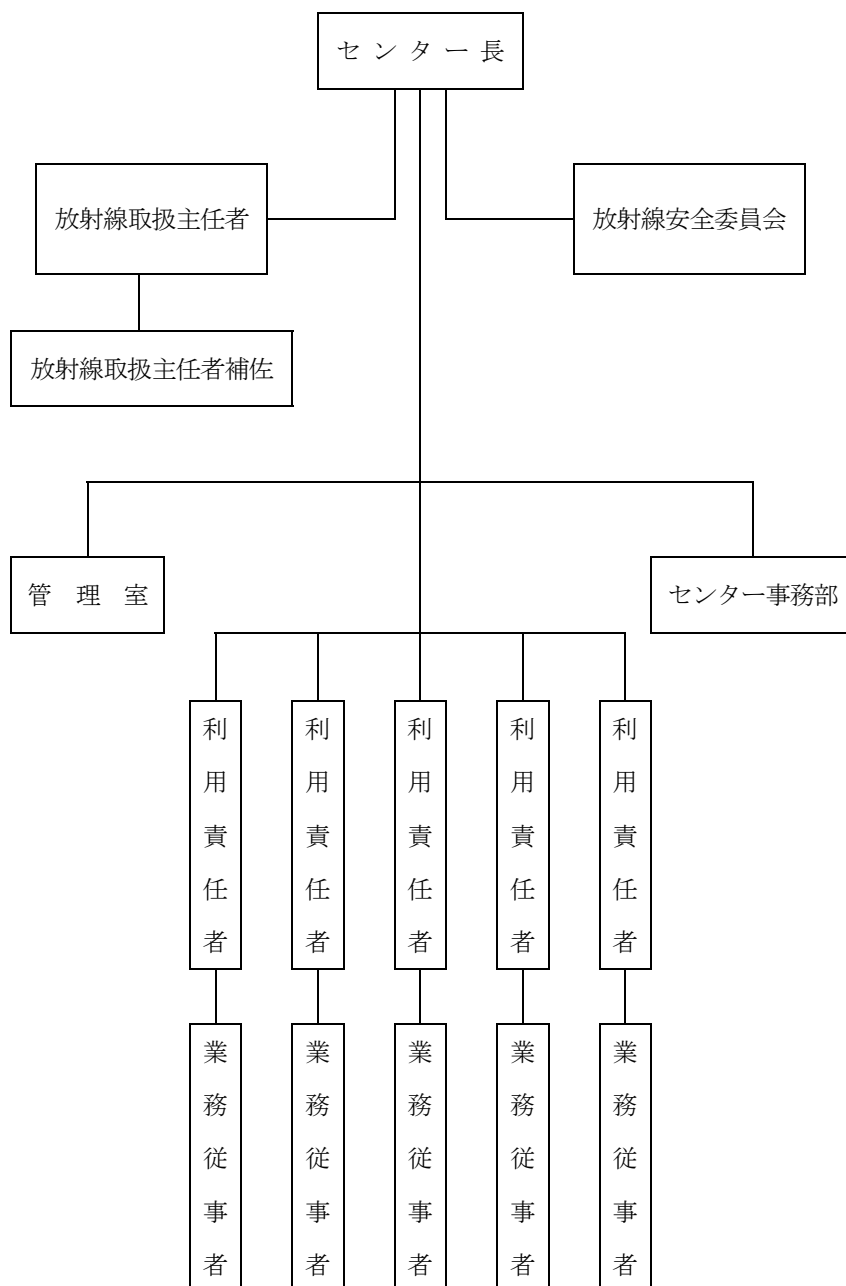 センター長
放射線取扱主任者
放射線安全委員会
放射線取扱主任者補佐
管理室
センター事務部
利用責任者
利用責任者
利用責任者
利用責任者
利用責任者
業務従事者
業務従事者
業務従事者
業務従事者
業務従事者